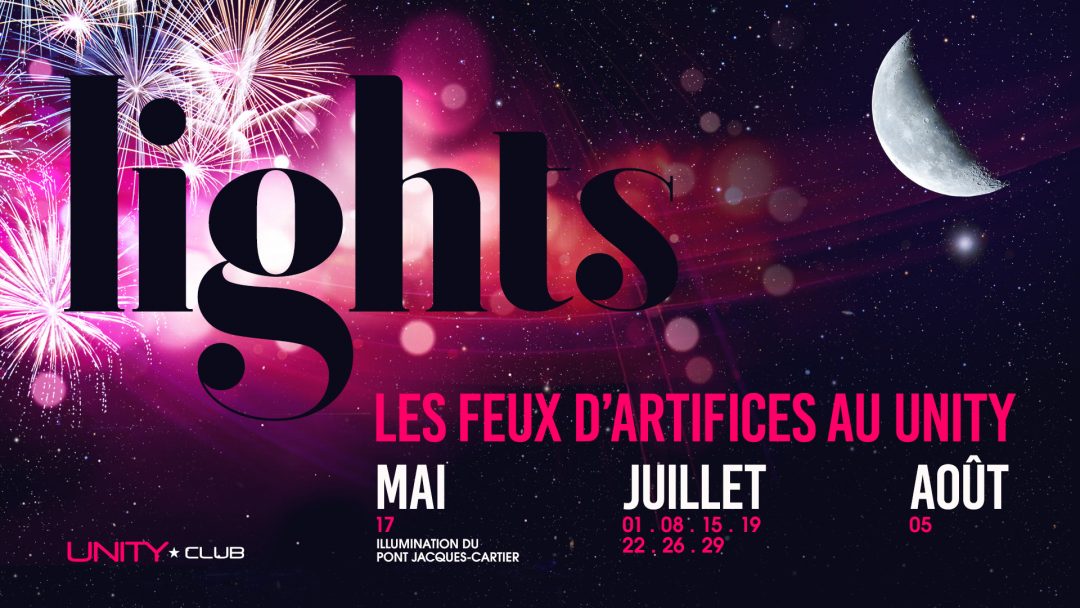 lights
LES FEUX D'ARTIFICES AU UNITY
MAI
17
ILLUMINATION DU
PONT JACQUES-CARTIER
JUILLET
01 . 08 . 15 . 19
22 . 26 . 29
AOÛT
05
UNITY★CLUB